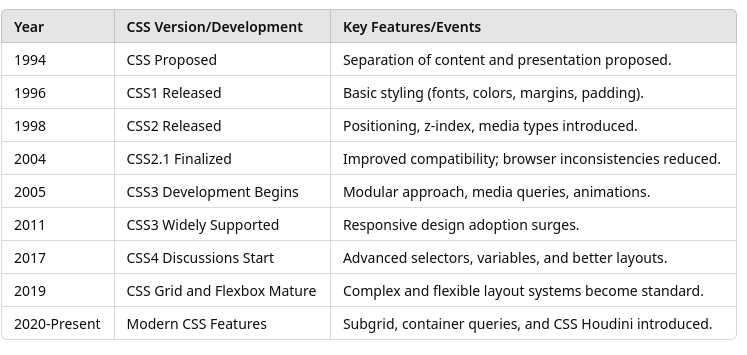 Year CSS Version/Development Key Features/Events
1994 CSS Proposed Separation of content and presentation proposed.
1996 CSS1 Released Basic styling (fonts, colors, margins, padding).
1998 CSS2 Released Positioning, z-index, media types introduced.
2004 CSS2.1 Finalized Improved compatibility; browser inconsistencies reduced.
2005 CSS3 Development Begins Modular approach, media queries, animations.
2011 CSS3 Widely Supported Responsive design adoption surges.
2017 CSS4 Discussions Start Advanced selectors, variables, and better layouts.
2019 CSS Grid and Flexbox Mature Complex and flexible layout systems become standard.
2020-Present Modern CSS Features Subgrid, container queries, and CSS Houdini introduced.